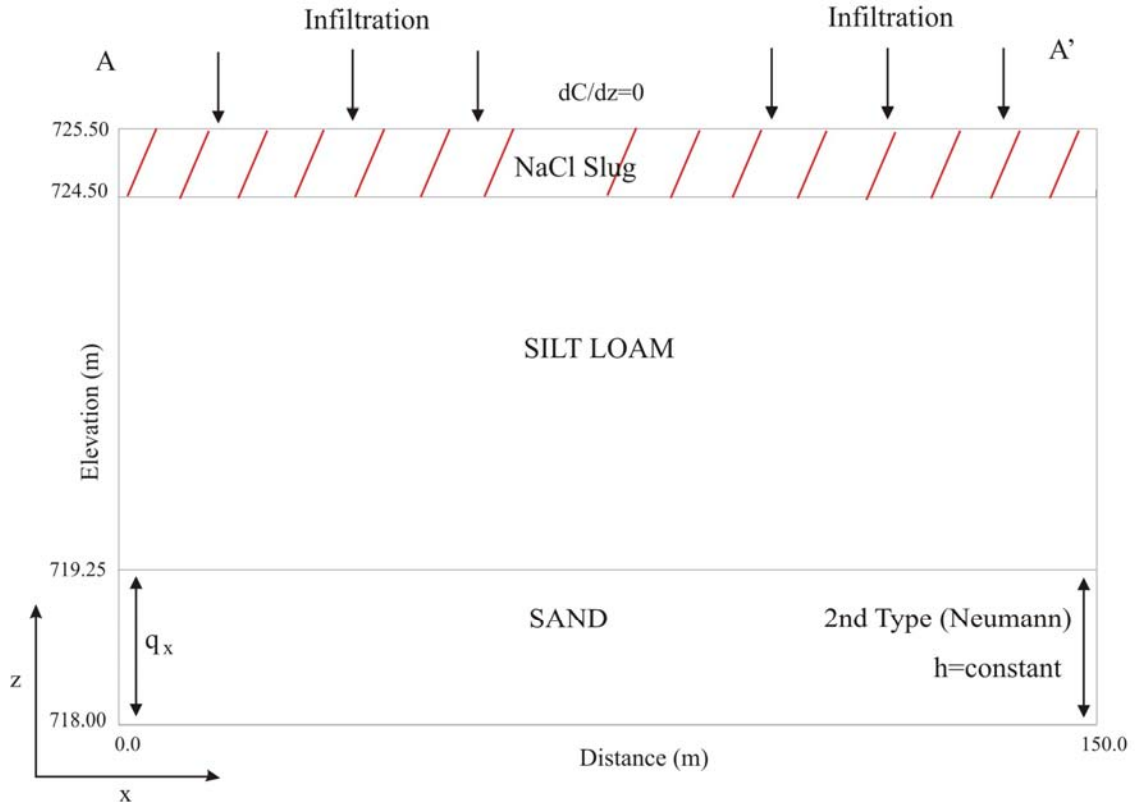 Infiltration
Infiltration
A
A’
dC/dz=0
725.50
NaCl Slug
724.50
SILT LOAM
Elevation (m)
719.25
SAND
2nd Type (Neumann)
qx
h=constant
z
718.00
0.0
150.0
Distance (m)
x